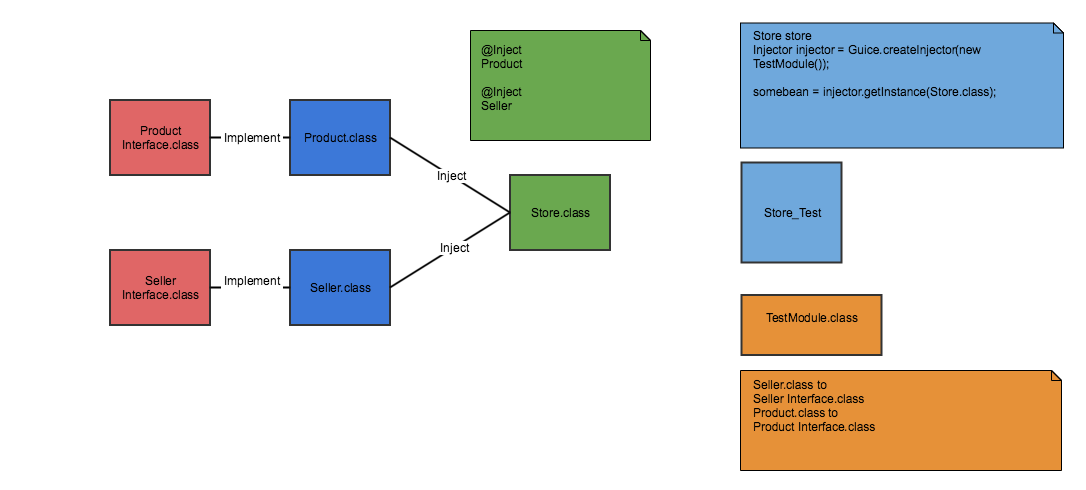 @Inject
Product
@Inject
Seller
Store store
Injector injector = Guice.createInjector(new
TestModule());
somebean = injector.getInstance(Store.class);
Product
Interface.class
Implement
Product.class
Inject
Store.class
Store_Test
Inject
Seller
Interface.class
Implement
Seller.class
TestModule.class
Seller.class to
Seller Interface.class
Product.class to
Product Interface.class